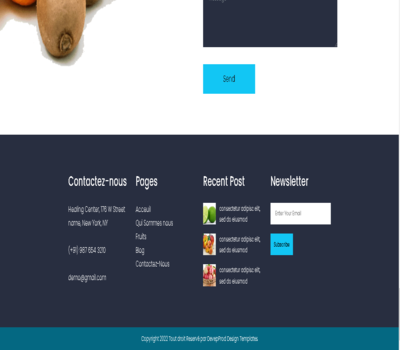 Send
Contactez-nous
Healing Center, 176 W Street
name, New York, NY
(+91) 987 654 3210
demo@gmail.com
Pages
Acceuil
Qui Sommes nous
Fruits
Blog
Contactez-Nous
Recent Post
consectetur adipisc elit,
sed do eiusmod
consectetur adipisc elit,
sed do eiusmod
consectetur adipisc elit,
sed do eiusmod
Newsletter
Enter Your Email
Subscribe
Copyright 2022 Tout droit Reservé par DewepProd Design Templates